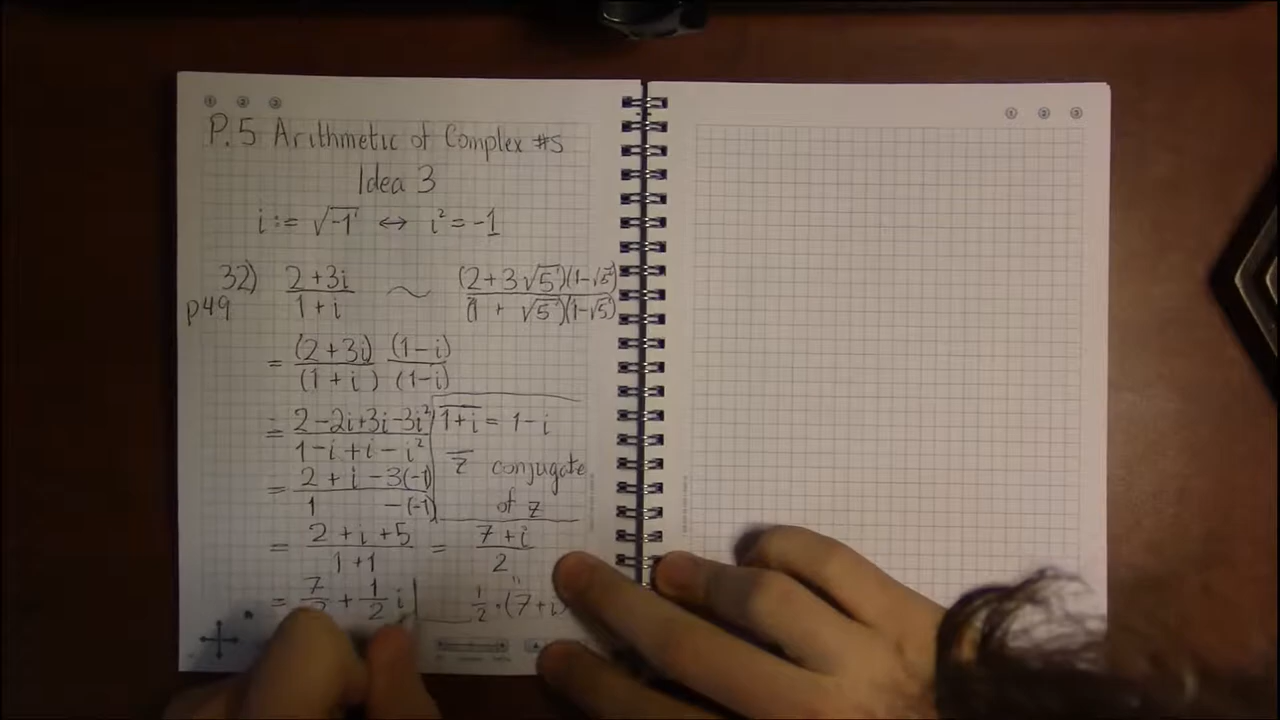 P.5 Arithmetic of Complex #s
Idea 3
i := √-1 ↔ i² = -1
32) (2+3i)/(1+i) ~ (2+3√5)(1-√5)/(1+√5)(1-√5)
p49
= (2+3i)/(1+i) (1-i)/(1-i)
= (2-2i+3i-3i²)/(1-i+i-i²)
= (2+i-3(-1))/(1-(-1))
1+i̅ = 1-i
z̅ conjugate
of z
= (2+i+5)/(1+1) = (7+i)/2
= 7/2 + 1/2 i
1/2·(7+i)